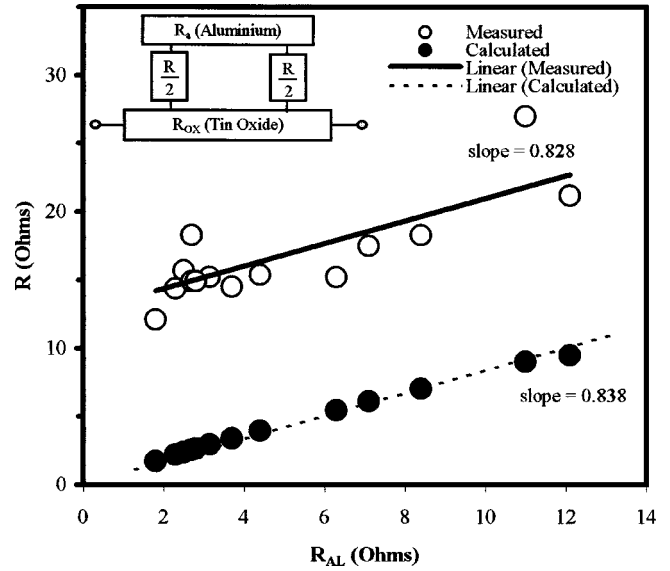 R₄ (Aluminium)
R/2 R/2
R_OX (Tin Oxide)
Measured
Calculated
Linear (Measured)
Linear (Calculated)
slope = 0.828
slope = 0.838
R (Ohms)
30
20
10
0
0 2 4 6 8 10 12 14
R_AL (Ohms)